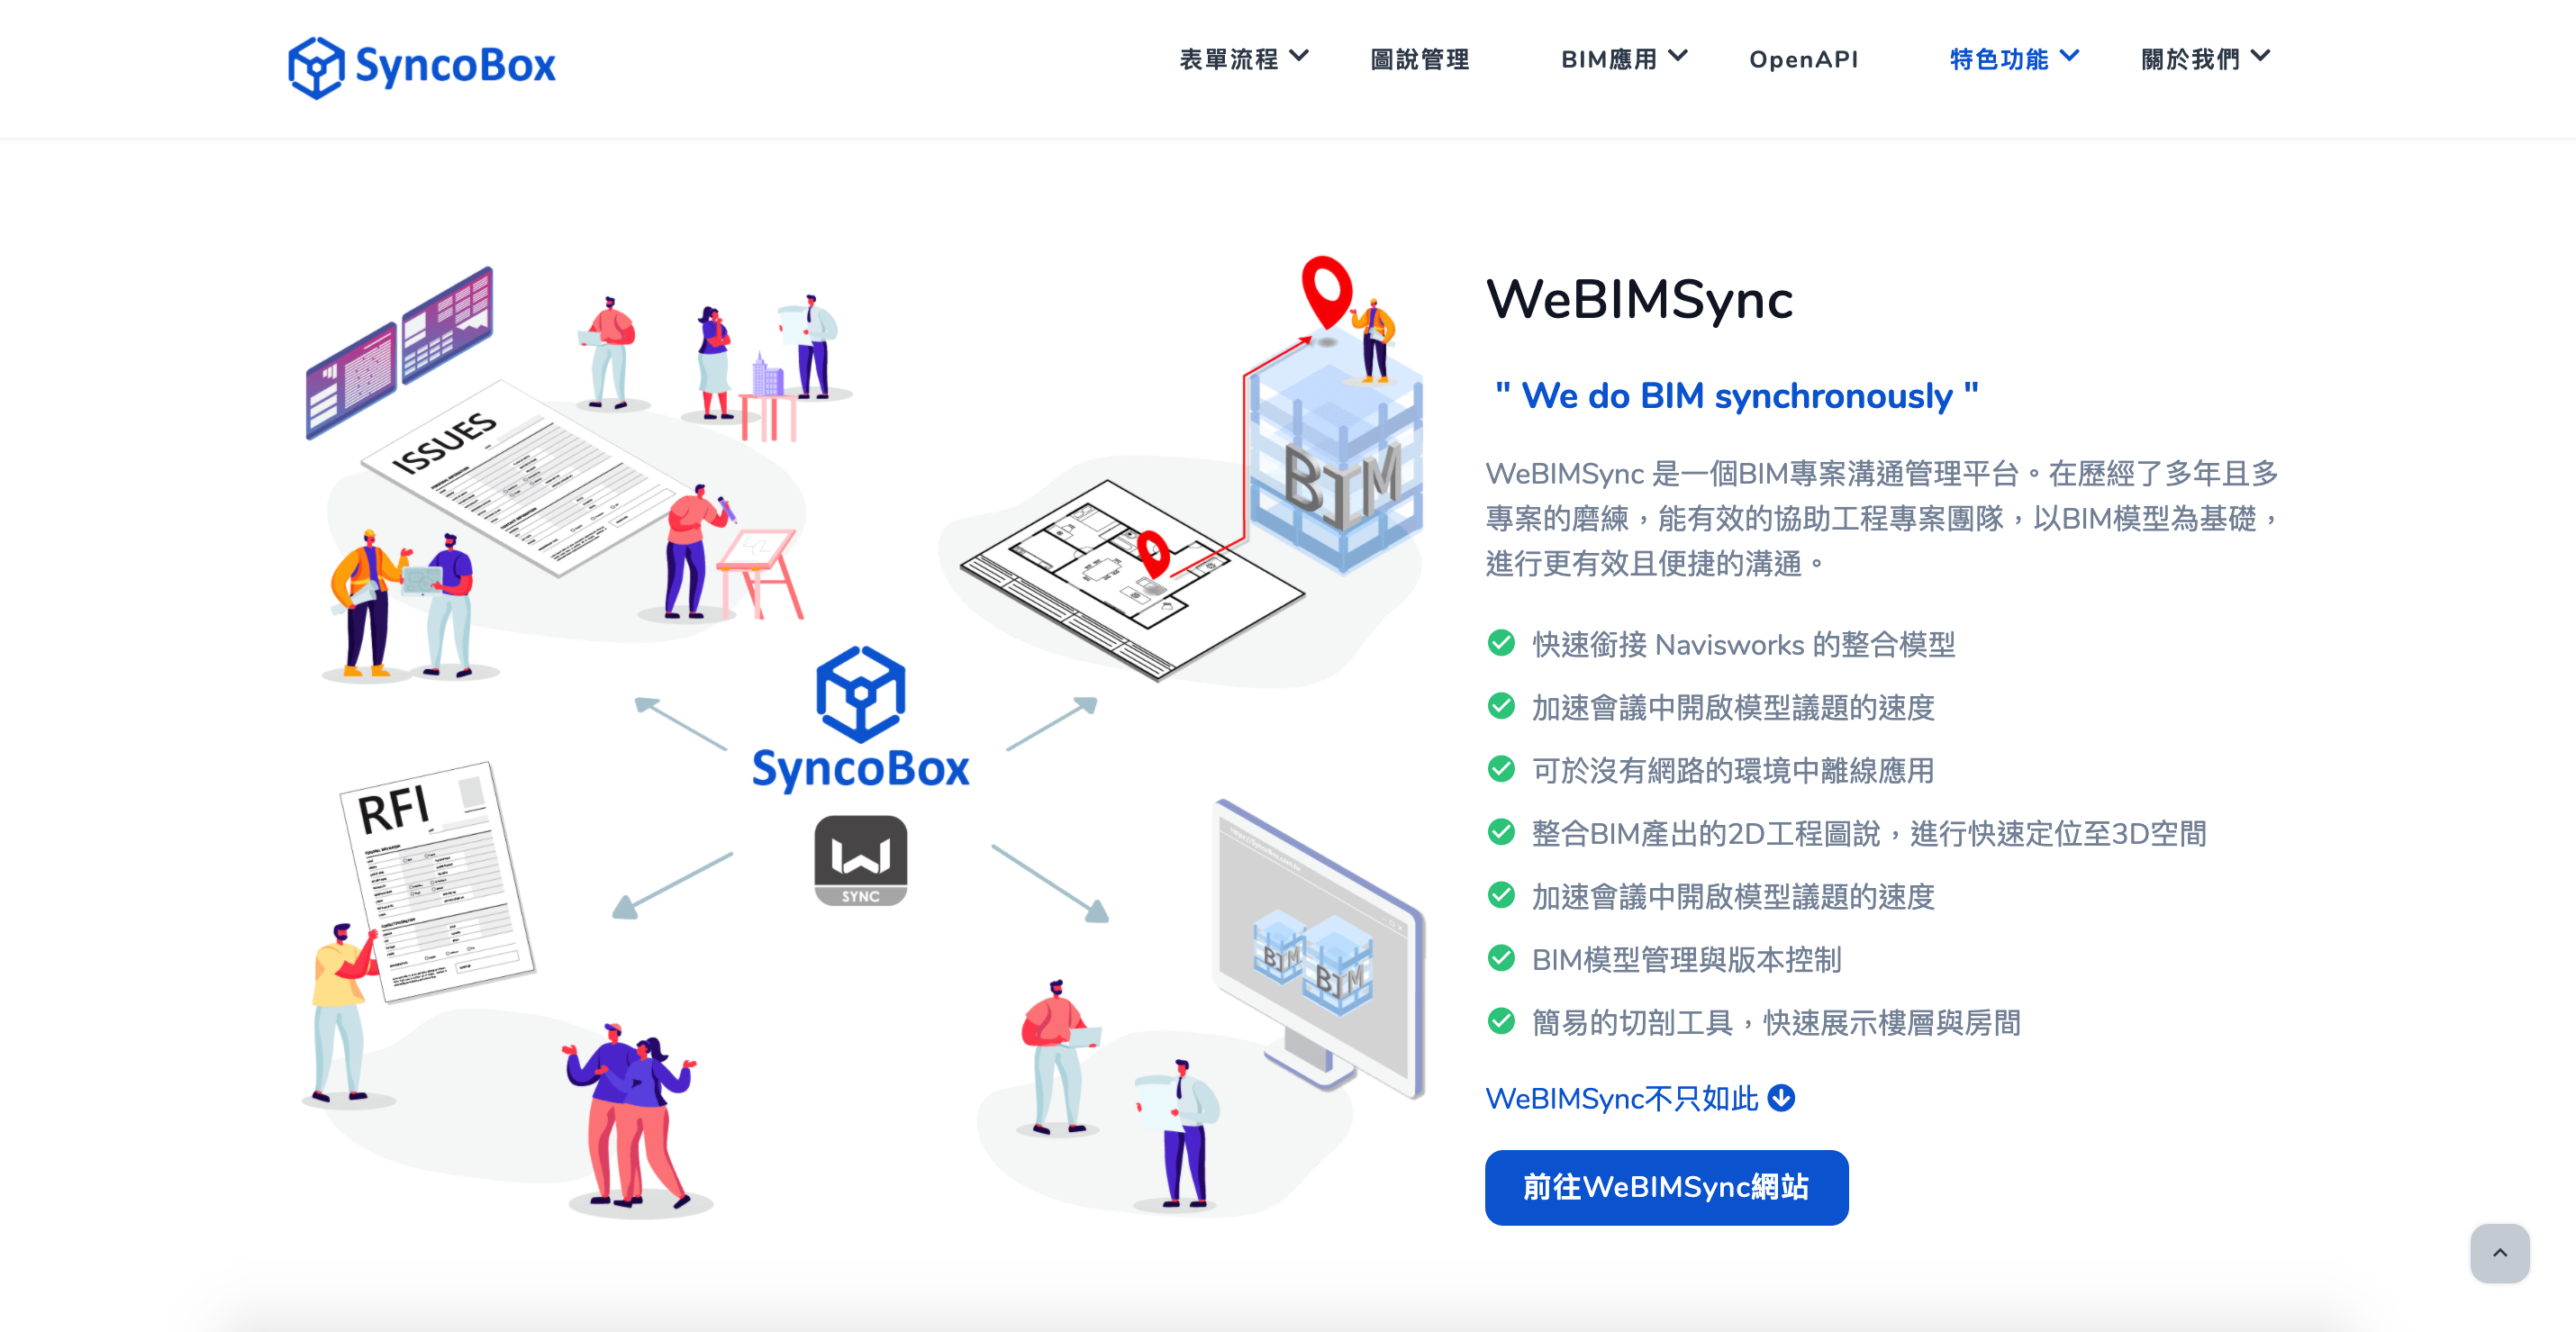 SyncoBox
表單流程
圖說管理
BIM應用
OpenAPI
特色功能
關於我們
ISSUES
BIM
WeBIMSync
" We do BIM synchronously "
WeBIMSync 是一個BIM專案溝通管理平台。在歷經了多年且多
專案的磨練，能有效的協助工程專案團隊，以BIM模型為基礎，
進行更有效且便捷的溝通。
快速銜接 Navisworks 的整合模型
加速會議中開啟模型議題的速度
可於沒有網路的環境中離線應用
整合BIM產出的2D工程圖說，進行快速定位至3D空間
加速會議中開啟模型議題的速度
BIM模型管理與版本控制
簡易的切剖工具，快速展示樓層與房間
WeBIMSync不只如此
前往WeBIMSync網站
SyncoBox
SYNC
RFI
BIM
BIM